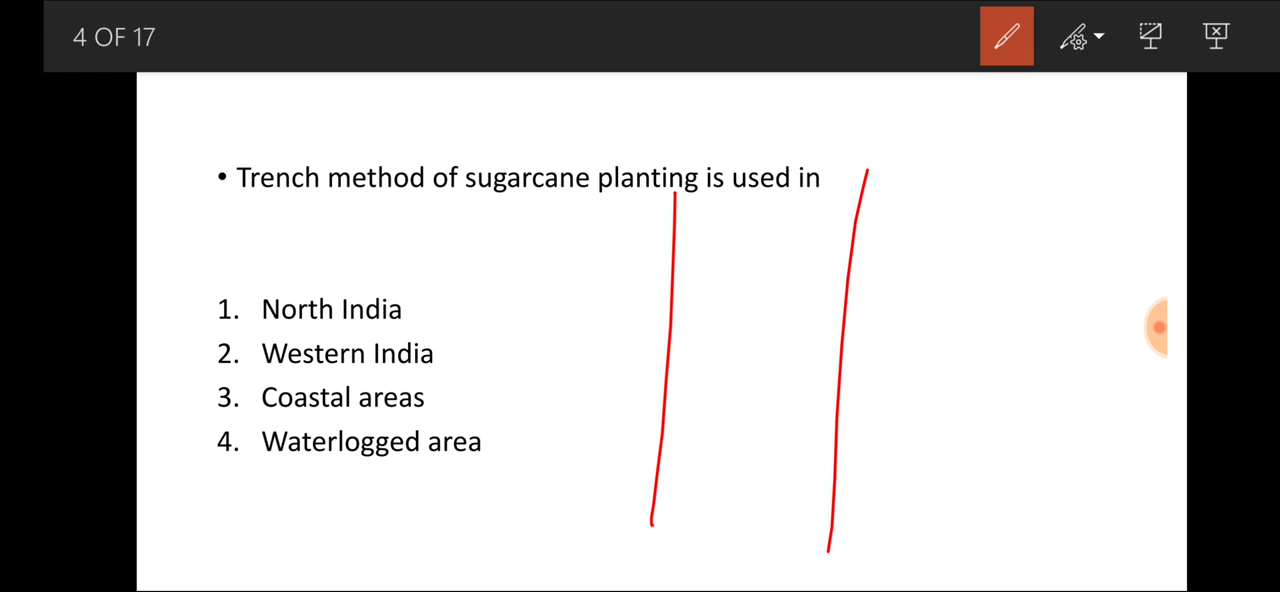 4 OF 17
• Trench method of sugarcane planting is used in
1. North India
2. Western India
3. Coastal areas
4. Waterlogged area